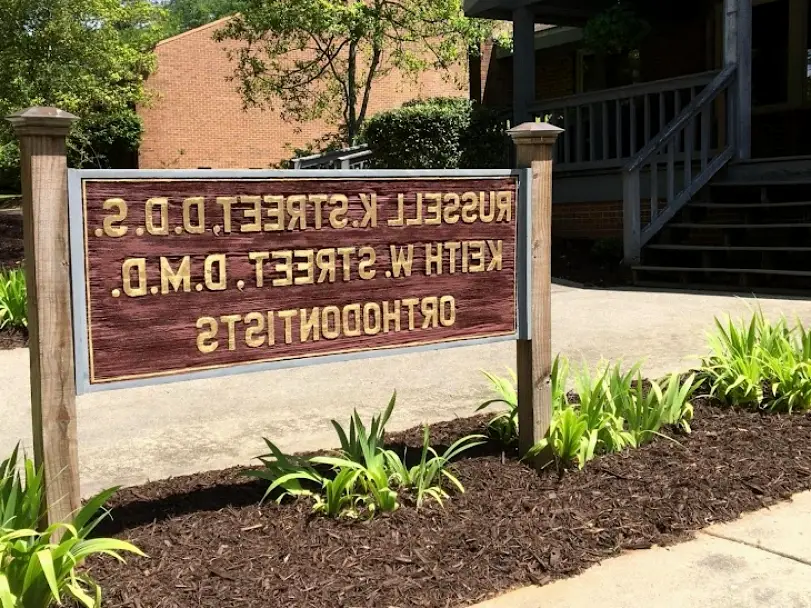 RUSSELL K. STREET, D.D.S.
KEITH W. STREET, D.M.D.
ORTHODONTISTS